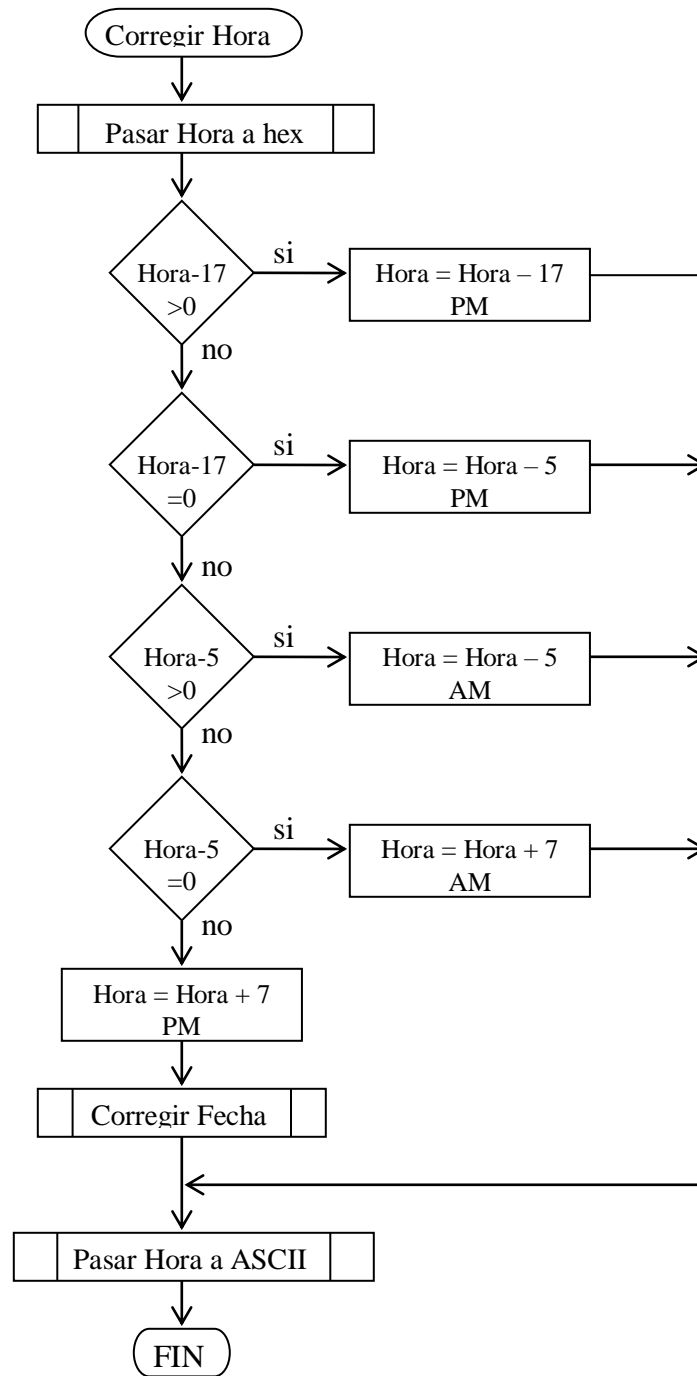 Corregir Hora
Pasar Hora a hex
Hora-17
>0
si
Hora = Hora – 17
PM
no
Hora-17
=0
si
Hora = Hora – 5
PM
no
Hora-5
>0
si
Hora = Hora – 5
AM
no
Hora-5
=0
si
Hora = Hora + 7
AM
no
Hora = Hora + 7
PM
Corregir Fecha
Pasar Hora a ASCII
FIN